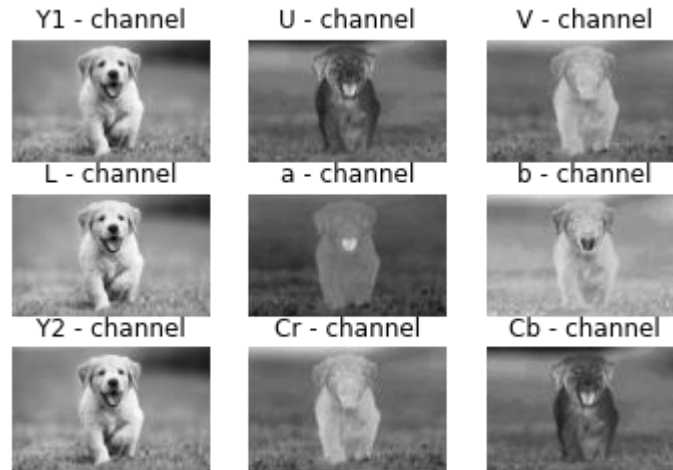 Y1 - channel
U - channel
V - channel
L - channel
a - channel
b - channel
Y2 - channel
Cr - channel
Cb - channel